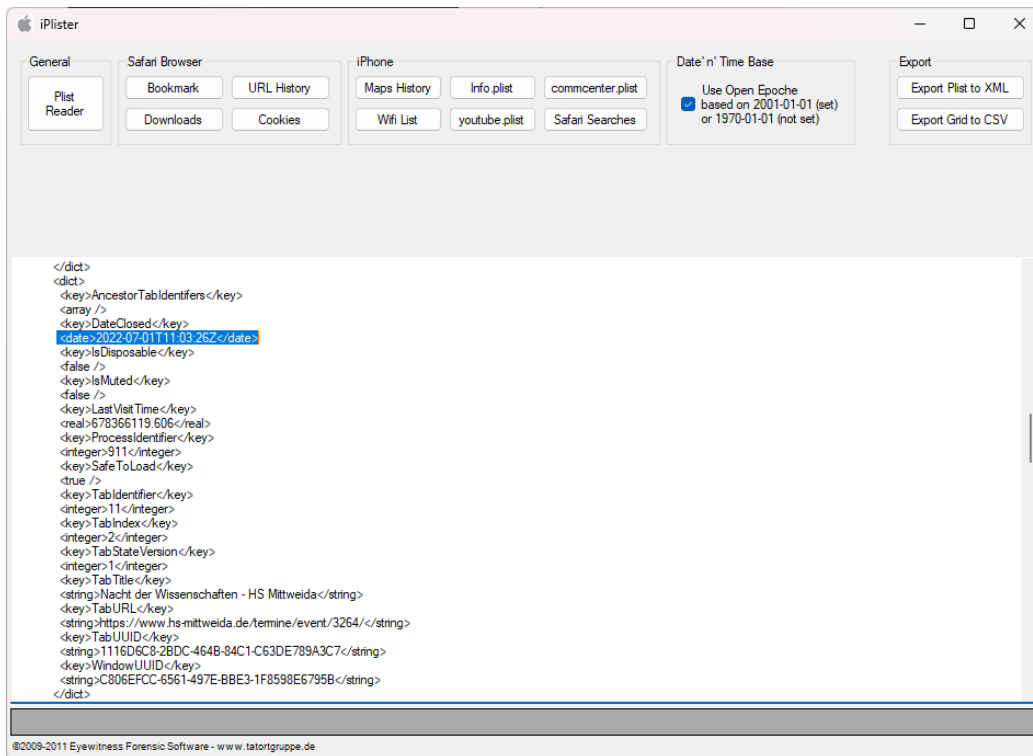 iPlister
General
Safari Browser
iPhone
Date' n' Time Base
Export
Plist
Reader
Bookmark
URL History
Maps History
Info.plist
commcenter.plist
Use Open Epoche
based on 2001-01-01 (set)
or 1970-01-01 (not set)
Export Plist to XML
Downloads
Cookies
Wifi List
youtube.plist
Safari Searches
Export Grid to CSV
</dict>
<dict>
<key>AncestorTabIdentifers</key>
<array />
<key>DateClosed</key>
<date>2022-07-01T11:03:26Z</date>
<key>IsDisposable</key>
<false />
<key>IsMuted</key>
<false />
<key>LastVisitTime</key>
<real>678366119.606</real>
<key>ProcessIdentifier</key>
<integer>911</integer>
<key>SafeToLoad</key>
<true />
<key>TabIdentifier</key>
<integer>11</integer>
<key>TabIndex</key>
<integer>2</integer>
<key>TabStateVersion</key>
<integer>1</integer>
<key>TabTitle</key>
<string>Nacht der Wissenschaften - HS Mittweida</string>
<key>TabURL</key>
<string>https://www.hs-mittweida.de/termine/event/3264/</string>
<key>TabUUID</key>
<string>1116D6C8-2BDC-464B-84C1-C63DE789A3C7</string>
<key>WindowUUID</key>
<string>C806EFCC-6561-497E-BBE3-1F8598E6795B</string>
</dict>
©2009-2011 Eyewitness Forensic Software - www.tatortgruppe.de